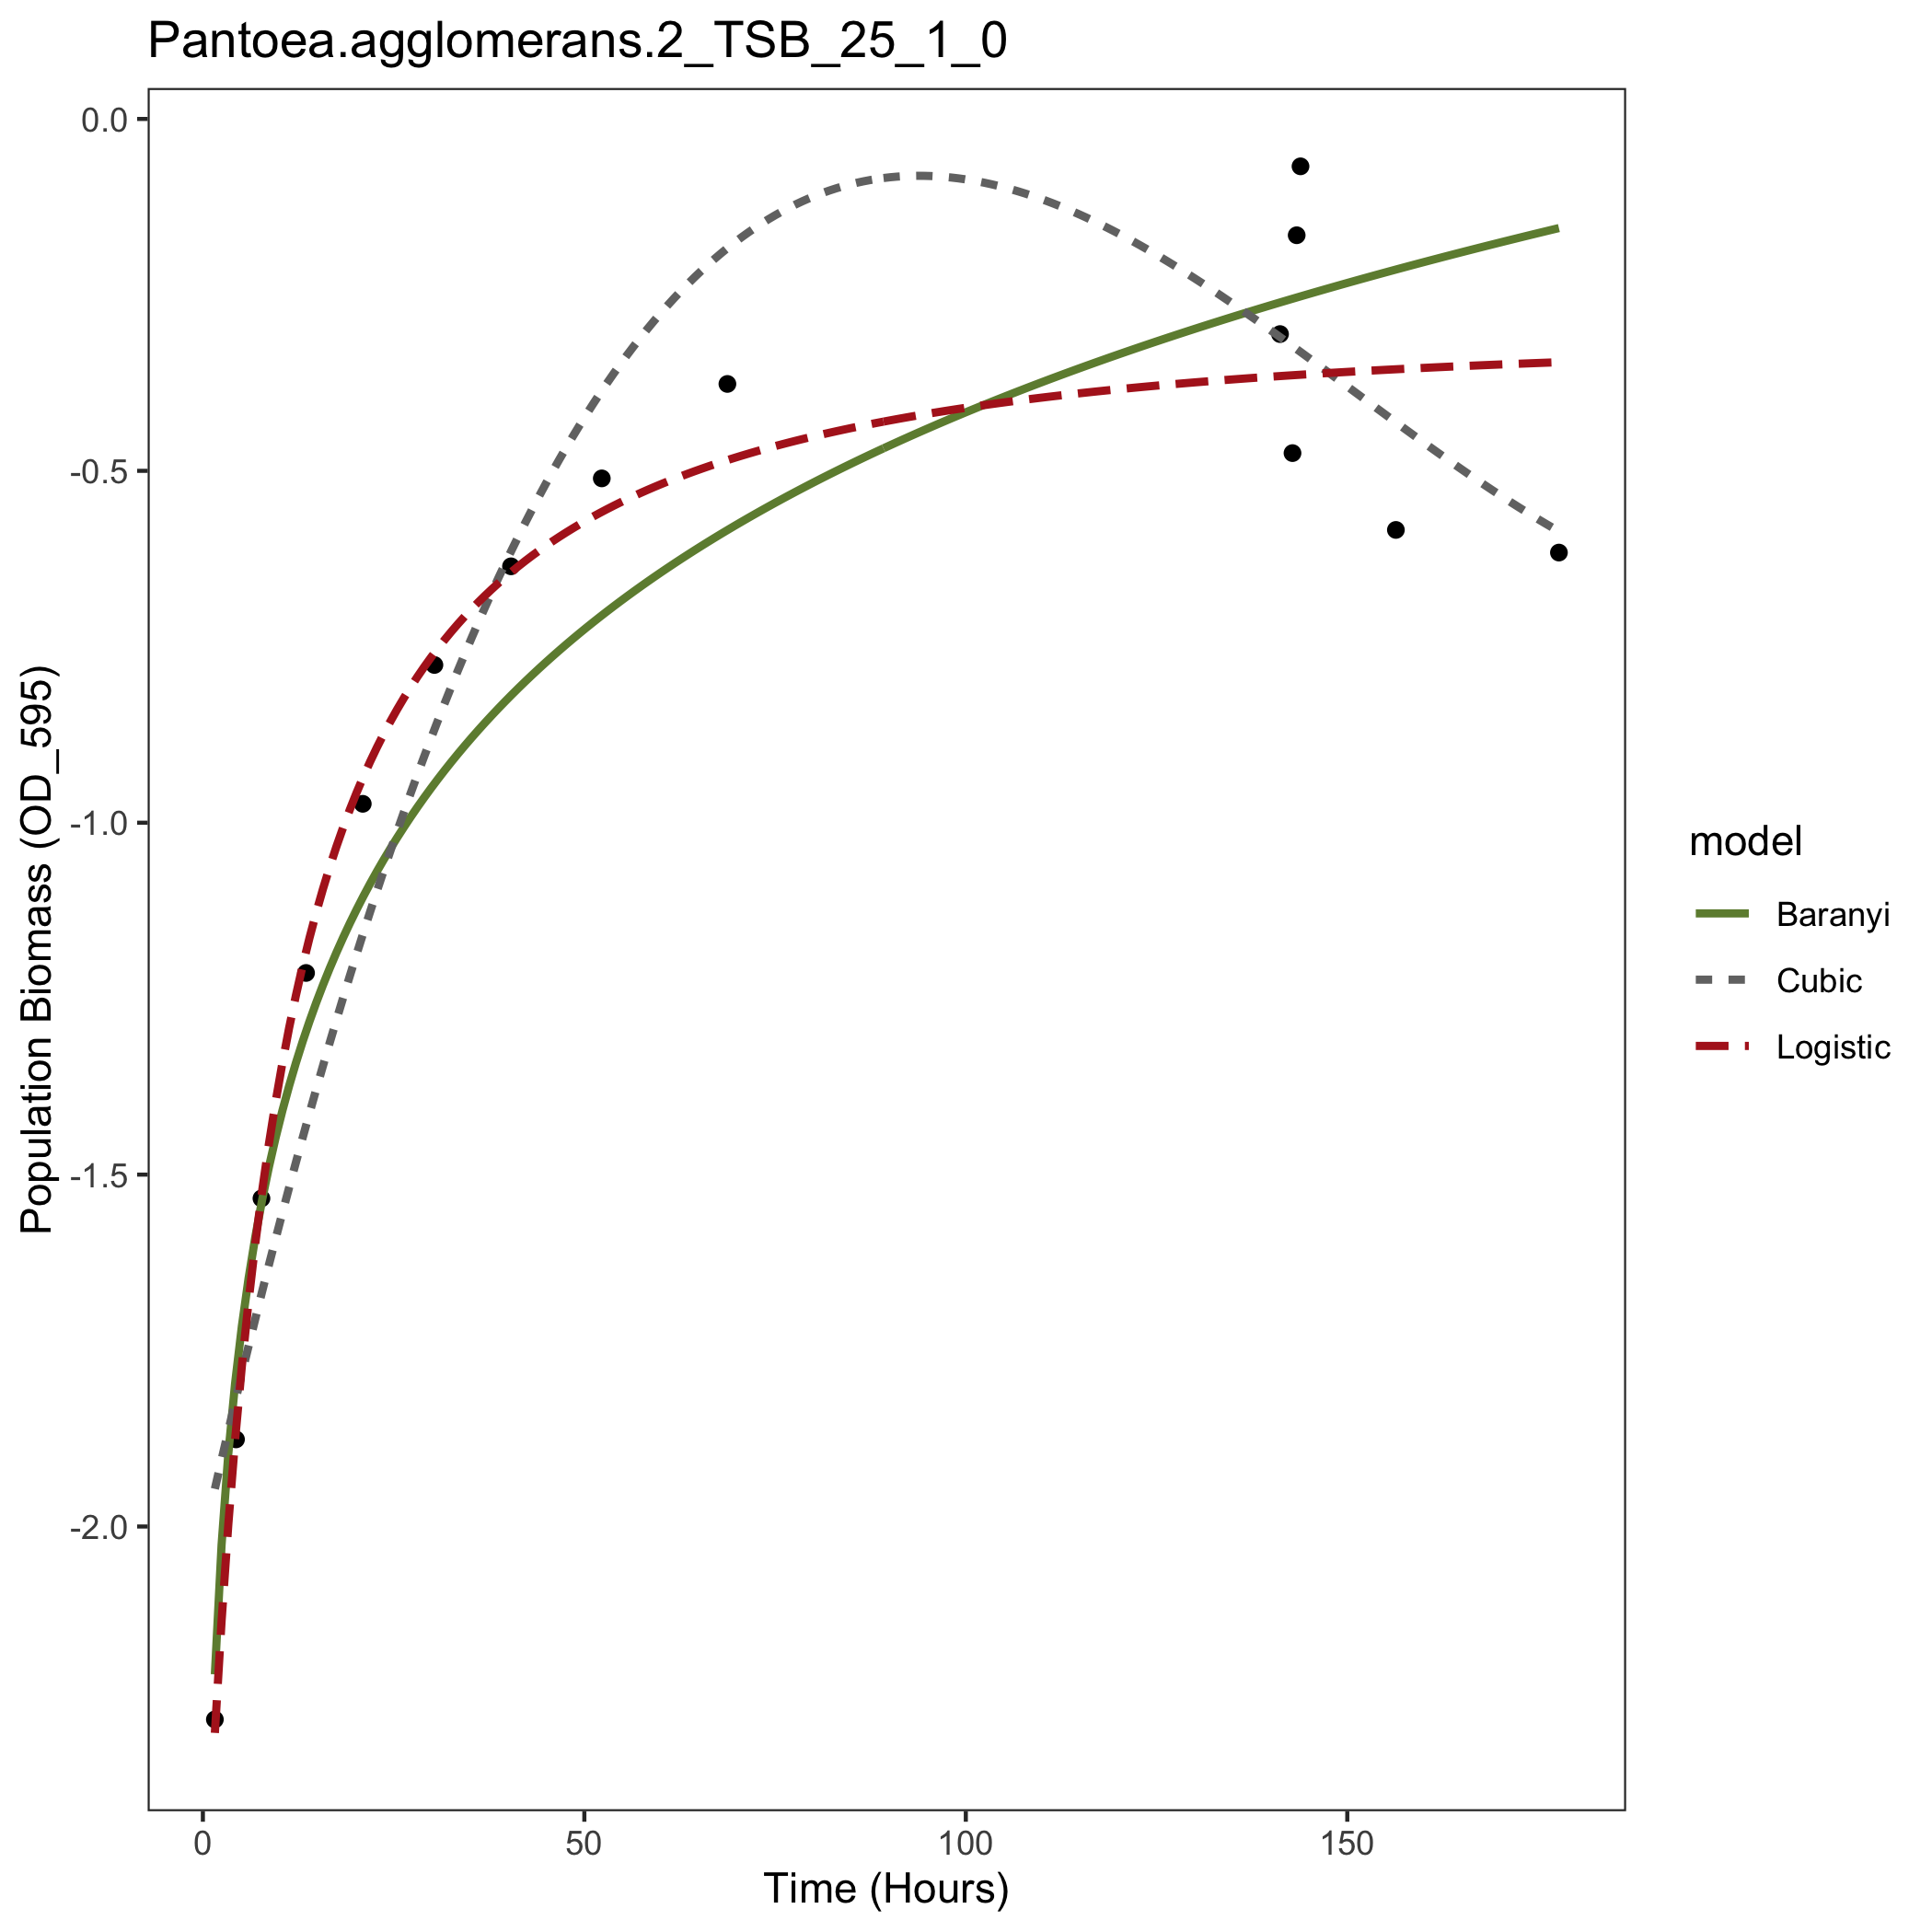 Pantoea.agglomerans.2_TSB_25_1_0
0.0
-0.5
-1.0
-1.5
-2.0
Population Biomass (OD_595)
0 50 100 150
Time (Hours)
model
Baranyi
Cubic
Logistic